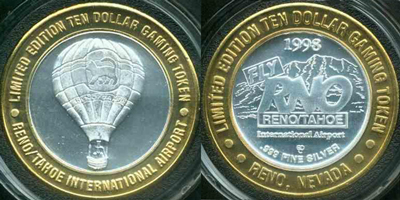 LIMITED EDITION TEN DOLLAR GAMING TOKEN
RENO/TAHOE INTERNATIONAL AIRPORT
LIMITED EDITION TEN DOLLAR GAMING TOKEN
1998
FLY
RNO
RENO/TAHOE
International Airport
.999 FINE SILVER
RENO, NEVADA